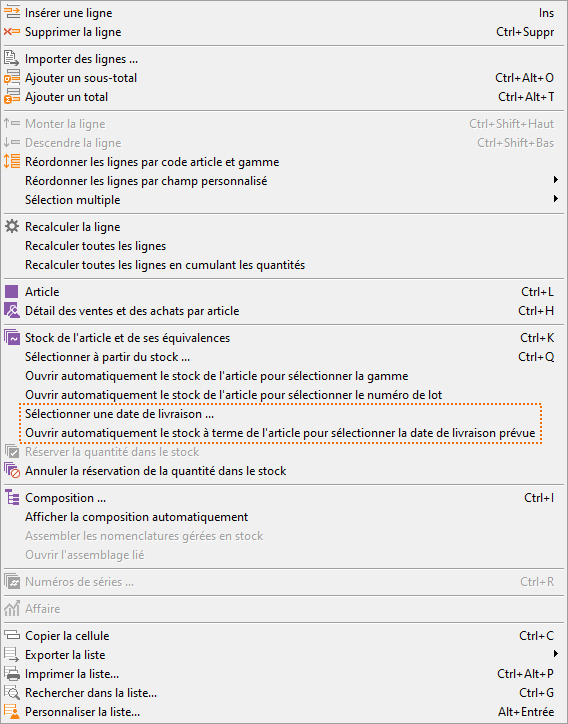 Insérer une ligne Ins
Supprimer la ligne Ctrl+Suppr
Importer des lignes ...
Ajouter un sous-total Ctrl+Alt+O
Ajouter un total Ctrl+Alt+T
Monter la ligne Ctrl+Shift+Haut
Descendre la ligne Ctrl+Shift+Bas
Réordonner les lignes par code article et gamme
Réordonner les lignes par champ personnalisé
Sélection multiple
Recalculer la ligne
Recalculer toutes les lignes
Recalculer toutes les lignes en cumulant les quantités
Article Ctrl+L
Détail des ventes et des achats par article Ctrl+H
Stock de l'article et de ses équivalences Ctrl+K
Sélectionner à partir du stock ... Ctrl+Q
Ouvrir automatiquement le stock de l'article pour sélectionner la gamme
Ouvrir automatiquement le stock de l'article pour sélectionner le numéro de lot
Sélectionner une date de livraison ...
Ouvrir automatiquement le stock à terme de l'article pour sélectionner la date de livraison prévue
Réserver la quantité dans le stock
Annuler la réservation de la quantité dans le stock
Composition ... Ctrl+I
Afficher la composition automatiquement
Assembler les nomenclatures gérées en stock
Ouvrir l'assemblage lié
Numéros de séries ... Ctrl+R
Affaire
Copier la cellule Ctrl+C
Exporter la liste
Imprimer la liste... Ctrl+Alt+P
Rechercher dans la liste... Ctrl+G
Personnaliser la liste... Alt+Entrée